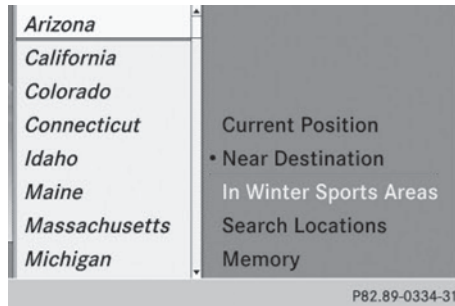 Arizona
California
Colorado
Connecticut
Idaho
Maine
Massachusetts
Michigan
Current Position
• Near Destination
In Winter Sports Areas
Search Locations
Memory
P82.89-0334-31